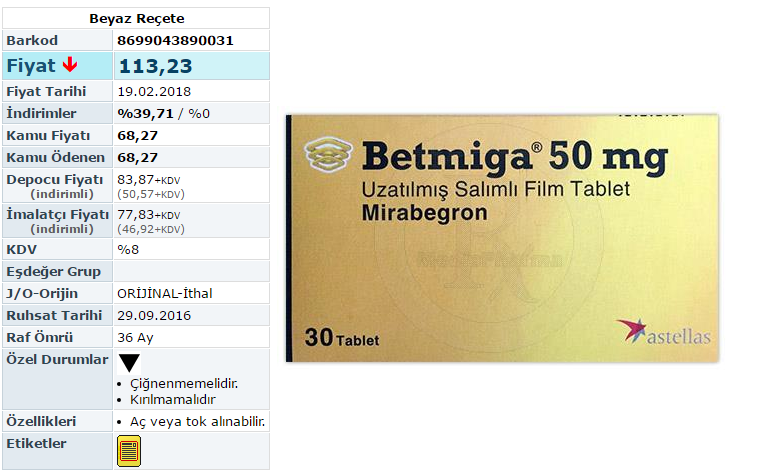 Beyaz Reçete
Barkod 8699043890031
Fiyat 113,23
Fiyat Tarihi 19.02.2018
İndirimler %39,71 / %0
Kamu Fiyatı 68,27
Kamu Ödenen 68,27
Depocu Fiyatı 83,87+KDV
(indirimli) (50,57+KDV)
İmalatçı Fiyatı 77,83+KDV
(indirimli) (46,92+KDV)
KDV %8
Eşdeğer Grup
J/O-Orijin ORİJİNAL-İthal
Ruhsat Tarihi 29.09.2016
Raf Ömrü 36 Ay
Özel Durumlar
• Çiğnenmemelidir.
• Kırılmamalıdır
Özellikleri • Aç veya tok alınabilir.
Etiketler
Betmiga® 50 mg
Uzatılmış Salımlı Film Tablet
Mirabegron
30 Tablet
astellas